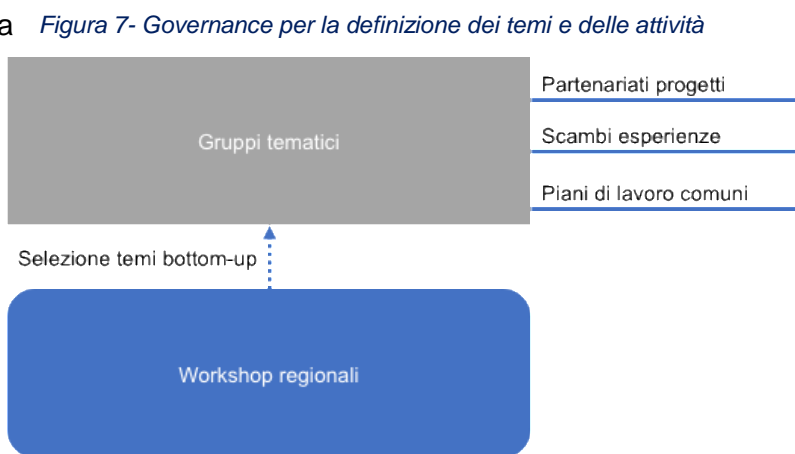 a Figura 7- Governance per la definizione dei temi e delle attività
Partenariati progetti
Gruppi tematici
Scambi esperienze
Piani di lavoro comuni
Selezione temi bottom-up
Workshop regionali